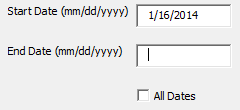 Start Date (mm/dd/yyyy) 1/16/2014
End Date (mm/dd/yyyy)
All Dates